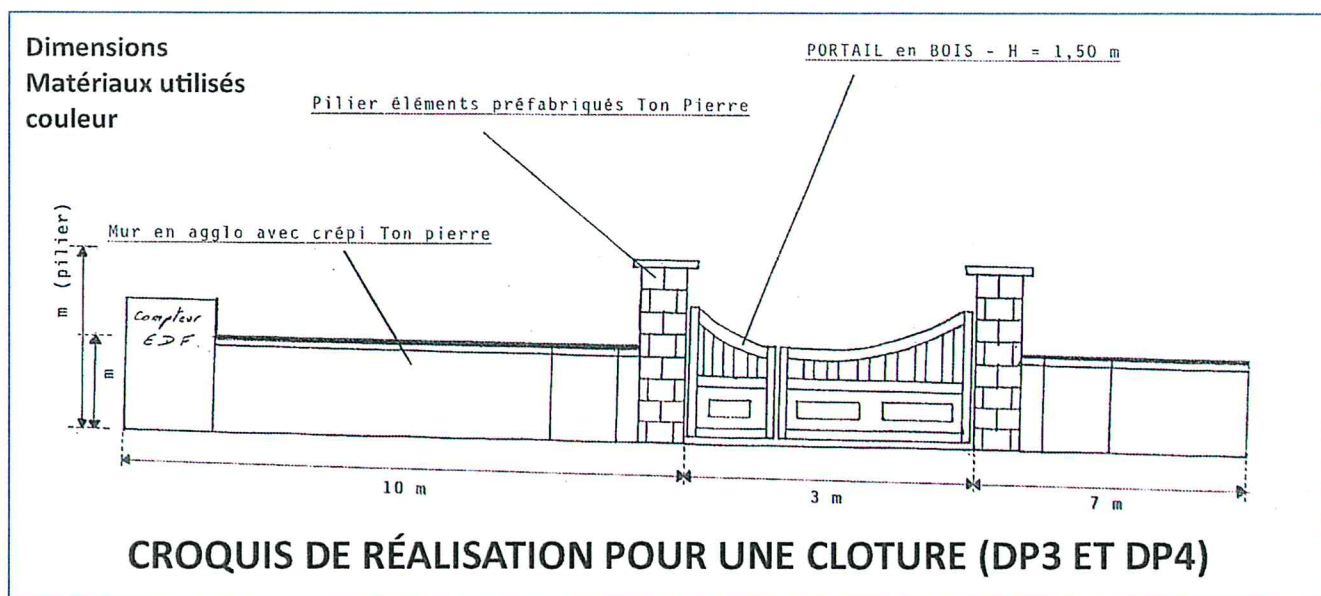 Dimensions
Matériaux utilisés
couleur
PORTAIL en BOIS - H = 1,50 m
Pilier éléments préfabriqués Ton Pierre
m (pilier)
Mur en agglo avec crépi Ton pierre
Compteur
EDF.
m
10 m
3 m
7 m
CROQUIS DE RÉALISATION POUR UNE CLOTURE (DP3 ET DP4)